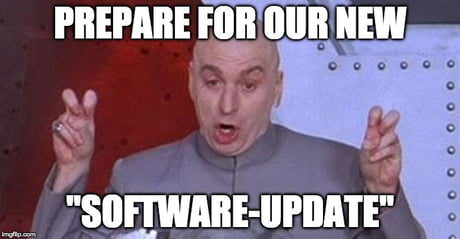 PREPARE FOR OUR NEW
"SOFTWARE-UPDATE"
imgflip.com